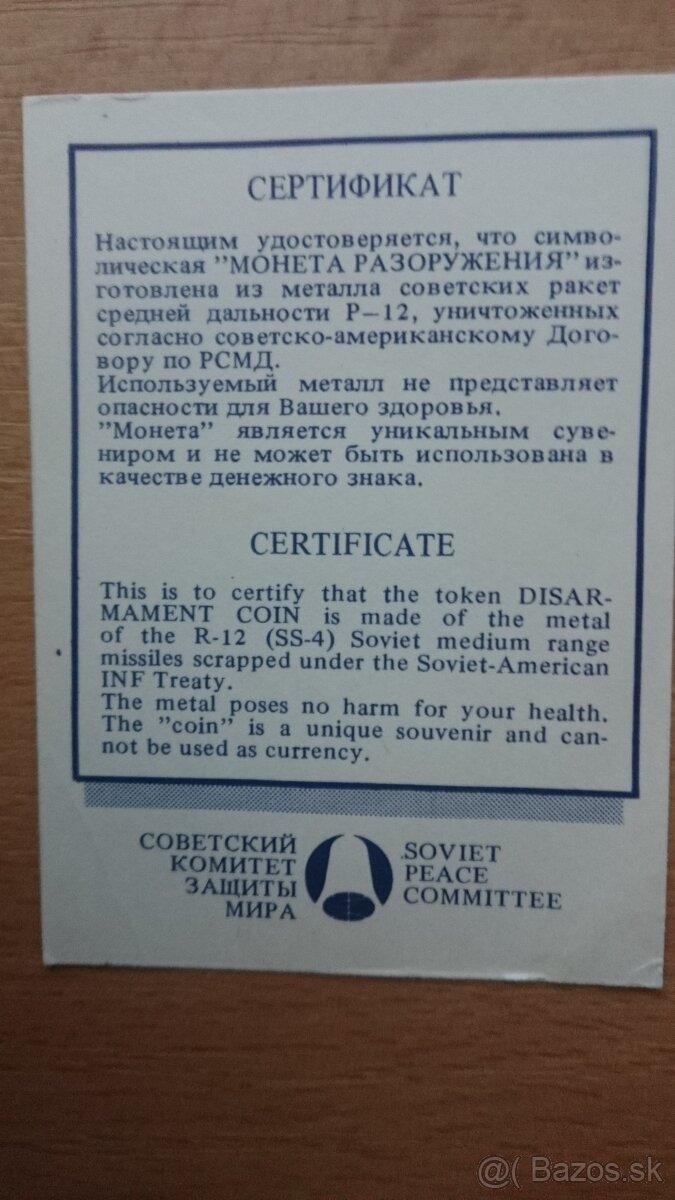 СЕРТИФИКАТ
Настоящим удостоверяется, что симво-
лическая "МОНЕТА РАЗОРУЖЕНИЯ" из-
готовлена из металла советских ракет
средней дальности Р—12, уничтоженных
согласно советско-американскому Дого-
вору по РСМД.
Используемый металл не представляет
опасности для Вашего здоровья.
"Монета" является уникальным суве-
ниром и не может быть использована в
качестве денежного знака.
CERTIFICATE
This is to certify that the token DISAR-
MAMENT COIN is made of the metal
of the R-12 (SS-4) Soviet medium range
missiles scrapped under the Soviet-American
INF Treaty.
The metal poses no harm for your health.
The "coin" is a unique souvenir and can-
not be used as currency.
СОВЕТСКИЙ
КОМИТЕТ
ЗАЩИТЫ
МИРА
SOVIET
PEACE
COMMITTEE
@( Bazos.sk